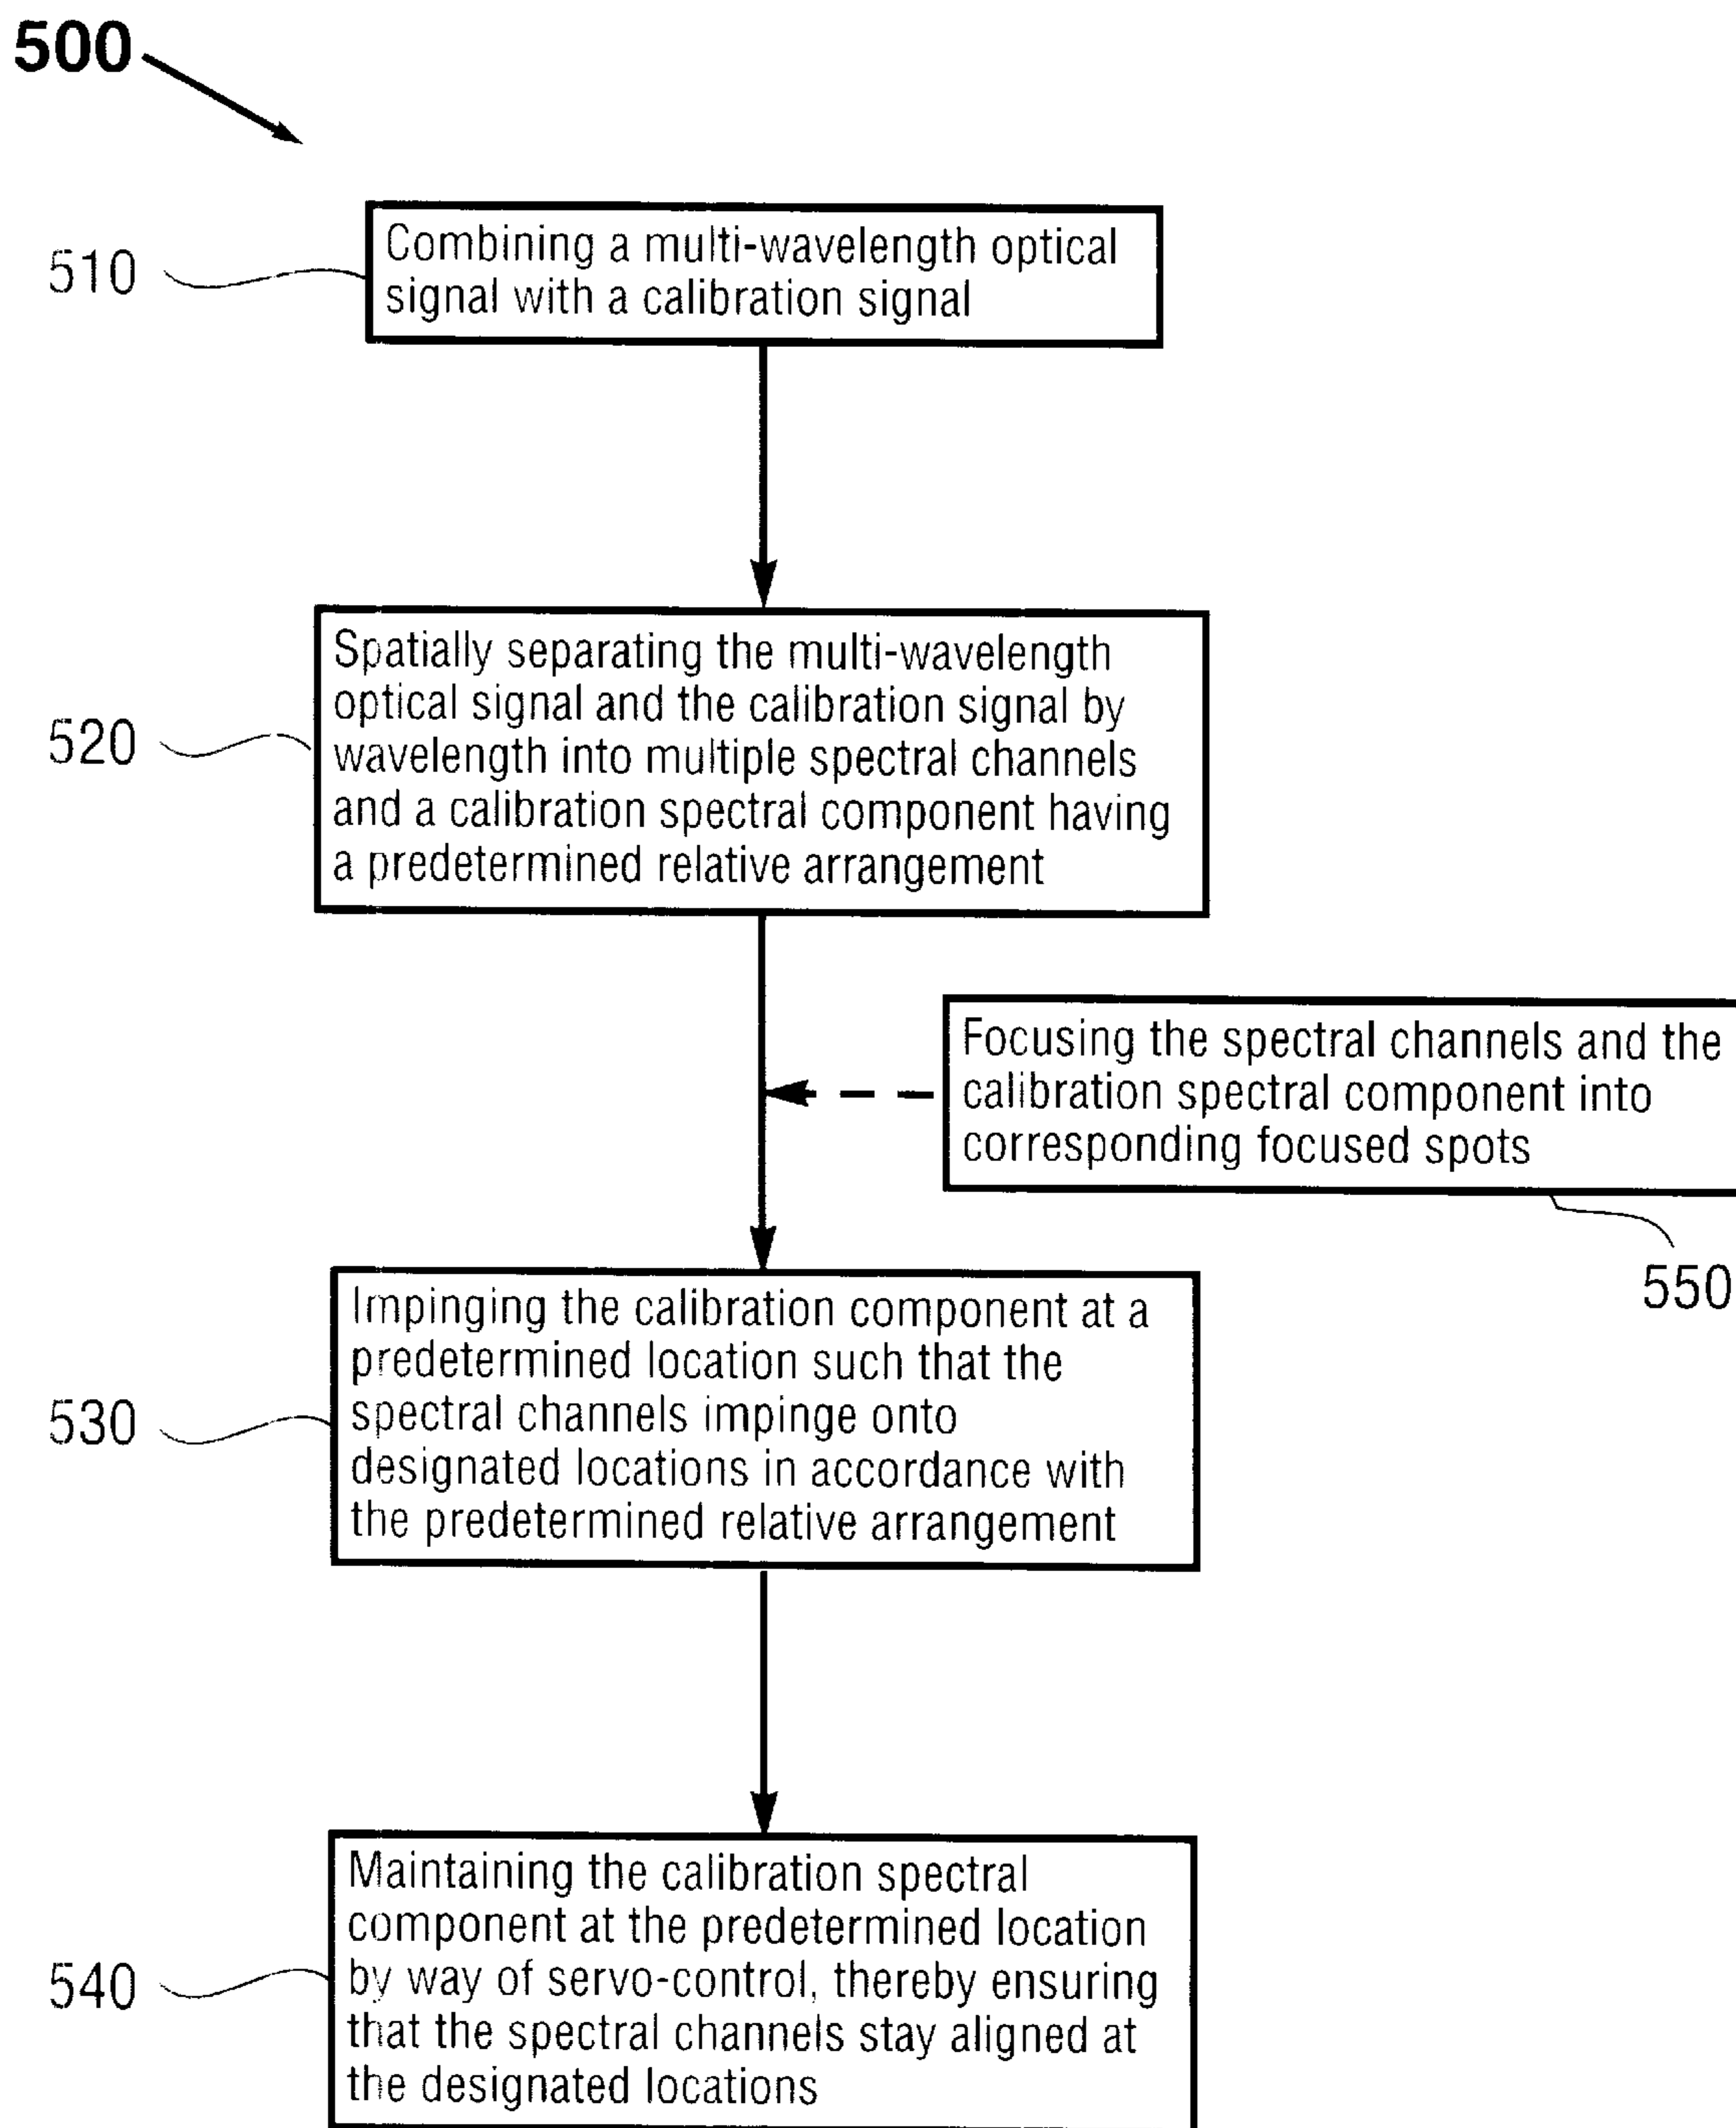 500
510
Combining a multi-wavelength optical
signal with a calibration signal
520
Spatially separating the multi-wavelength
optical signal and the calibration signal by
wavelength into multiple spectral channels
and a calibration spectral component having
a predetermined relative arrangement
Focusing the spectral channels and the
calibration spectral component into
corresponding focused spots
550
530
Impinging the calibration component at a
predetermined location such that the
spectral channels impinge onto
designated locations in accordance with
the predetermined relative arrangement
540
Maintaining the calibration spectral
component at the predetermined location
by way of servo-control, thereby ensuring
that the spectral channels stay aligned at
the designated locations